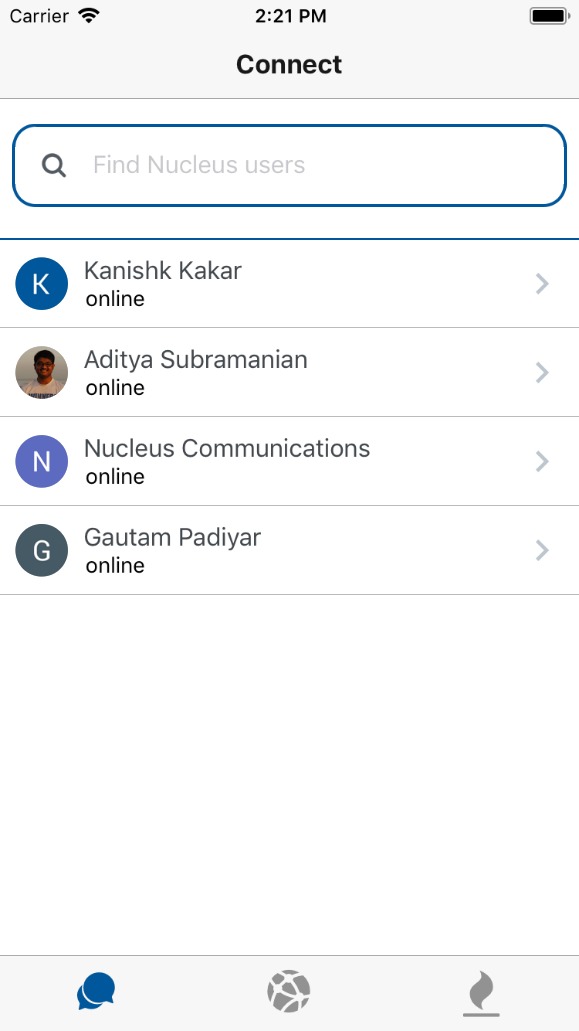 Carrier 2:21 PM
Connect
Find Nucleus users
K Kanishk Kakar
online
Aditya Subramanian
online
N Nucleus Communications
online
G Gautam Padiyar
online